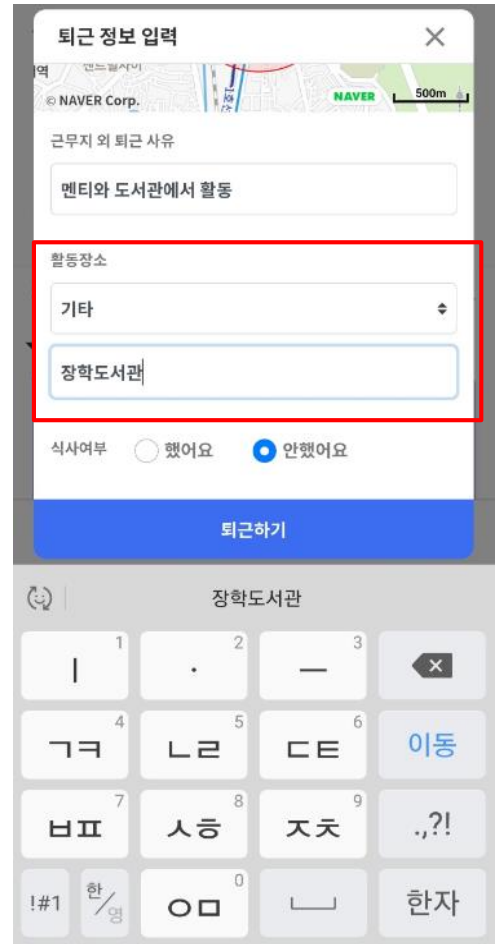 퇴근 정보 입력
© NAVER Corp.
NAVER 500m
근무지 외 퇴근 사유
멘티와 도서관에서 활동
활동장소
기타
장학도서관
식사여부 했어요 안했어요
퇴근하기
장학도서관
ㅣ 1 · 2 ㅡ 3
ㄱㅋ 4 ㄴㄹ 5 ㄷㅌ 6 이동
ㅂㅍ 7 ㅅㅎ 8 ㅈㅊ 9 .,?!
!#1 한/영 ㅇㅁ 0 한자